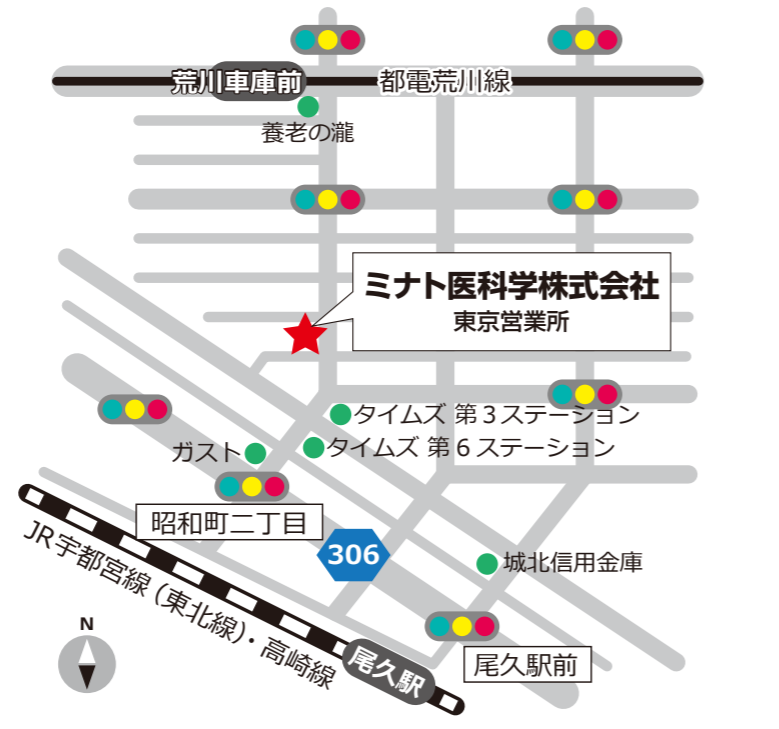 荒川車庫前
都電荒川線
養老の瀧
ミナト医科学株式会社
東京営業所
タイムズ 第３ステーション
ガスト
タイムズ 第６ステーション
昭和町二丁目
306
JR宇都宮線（東北線）・高崎線
城北信用金庫
N
尾久駅
尾久駅前